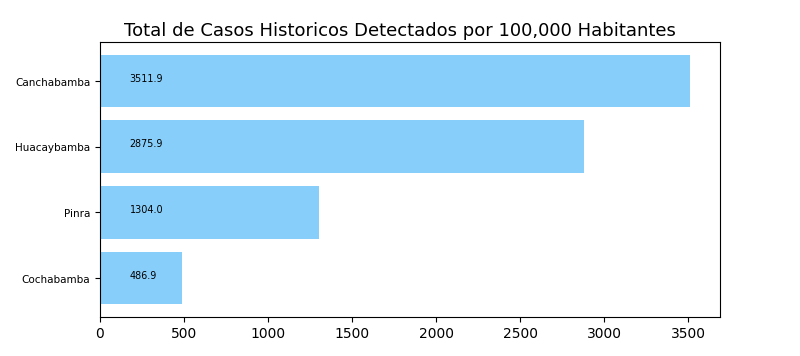 Total de Casos Historicos Detectados por 100,000 Habitantes
Canchabamba 3511.9
Huacaybamba 2875.9
Pinra 1304.0
Cochabamba 486.9
0 500 1000 1500 2000 2500 3000 3500